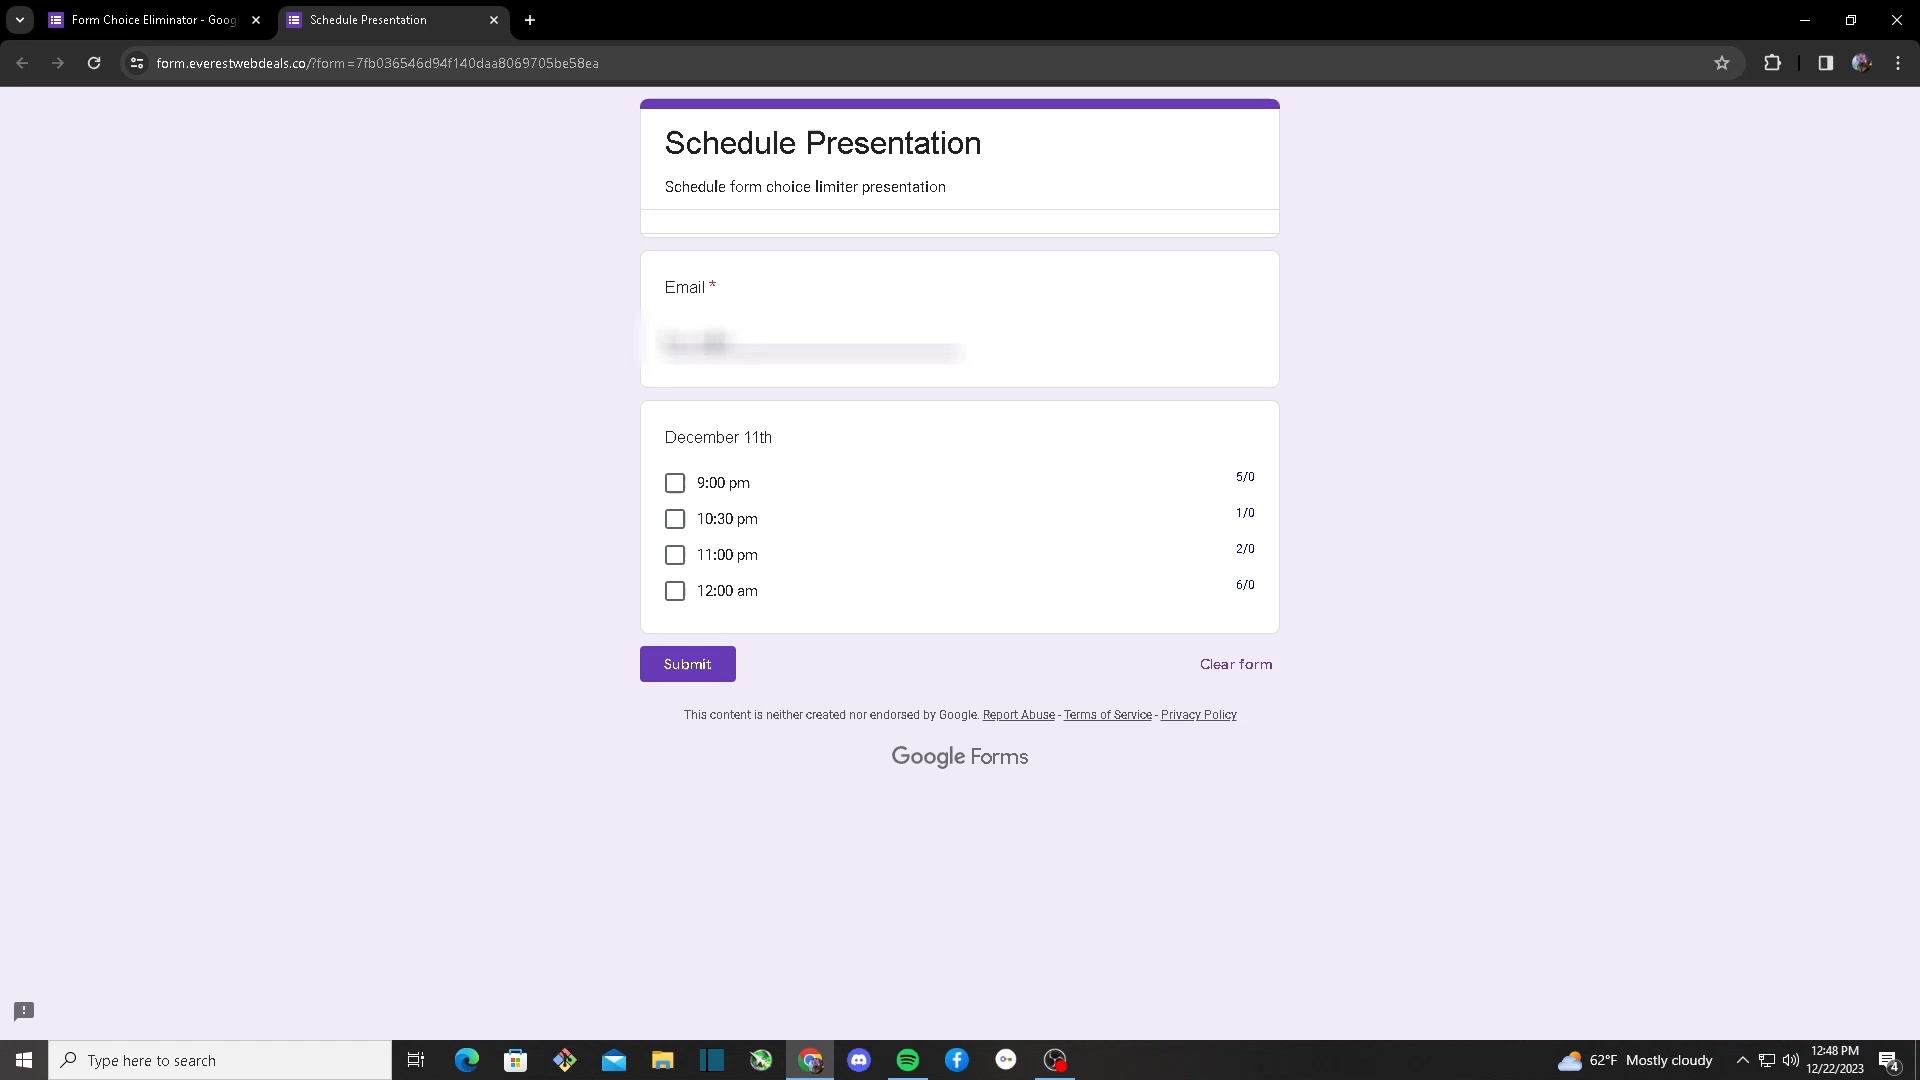 Form Choice Eliminator - Goog
Schedule Presentation
form.everestwebdeals.co/?form=7fb036546d94f140daa8069705be58ea
Schedule Presentation
Schedule form choice limiter presentation
Email *
December 11th
9:00 pm 5/0
10:30 pm 1/0
11:00 pm 2/0
12:00 am 6/0
Submit Clear form
This content is neither created nor endorsed by Google. Report Abuse - Terms of Service - Privacy Policy
Google Forms
Type here to search
62°F Mostly cloudy
12:48 PM
12/22/2023
4